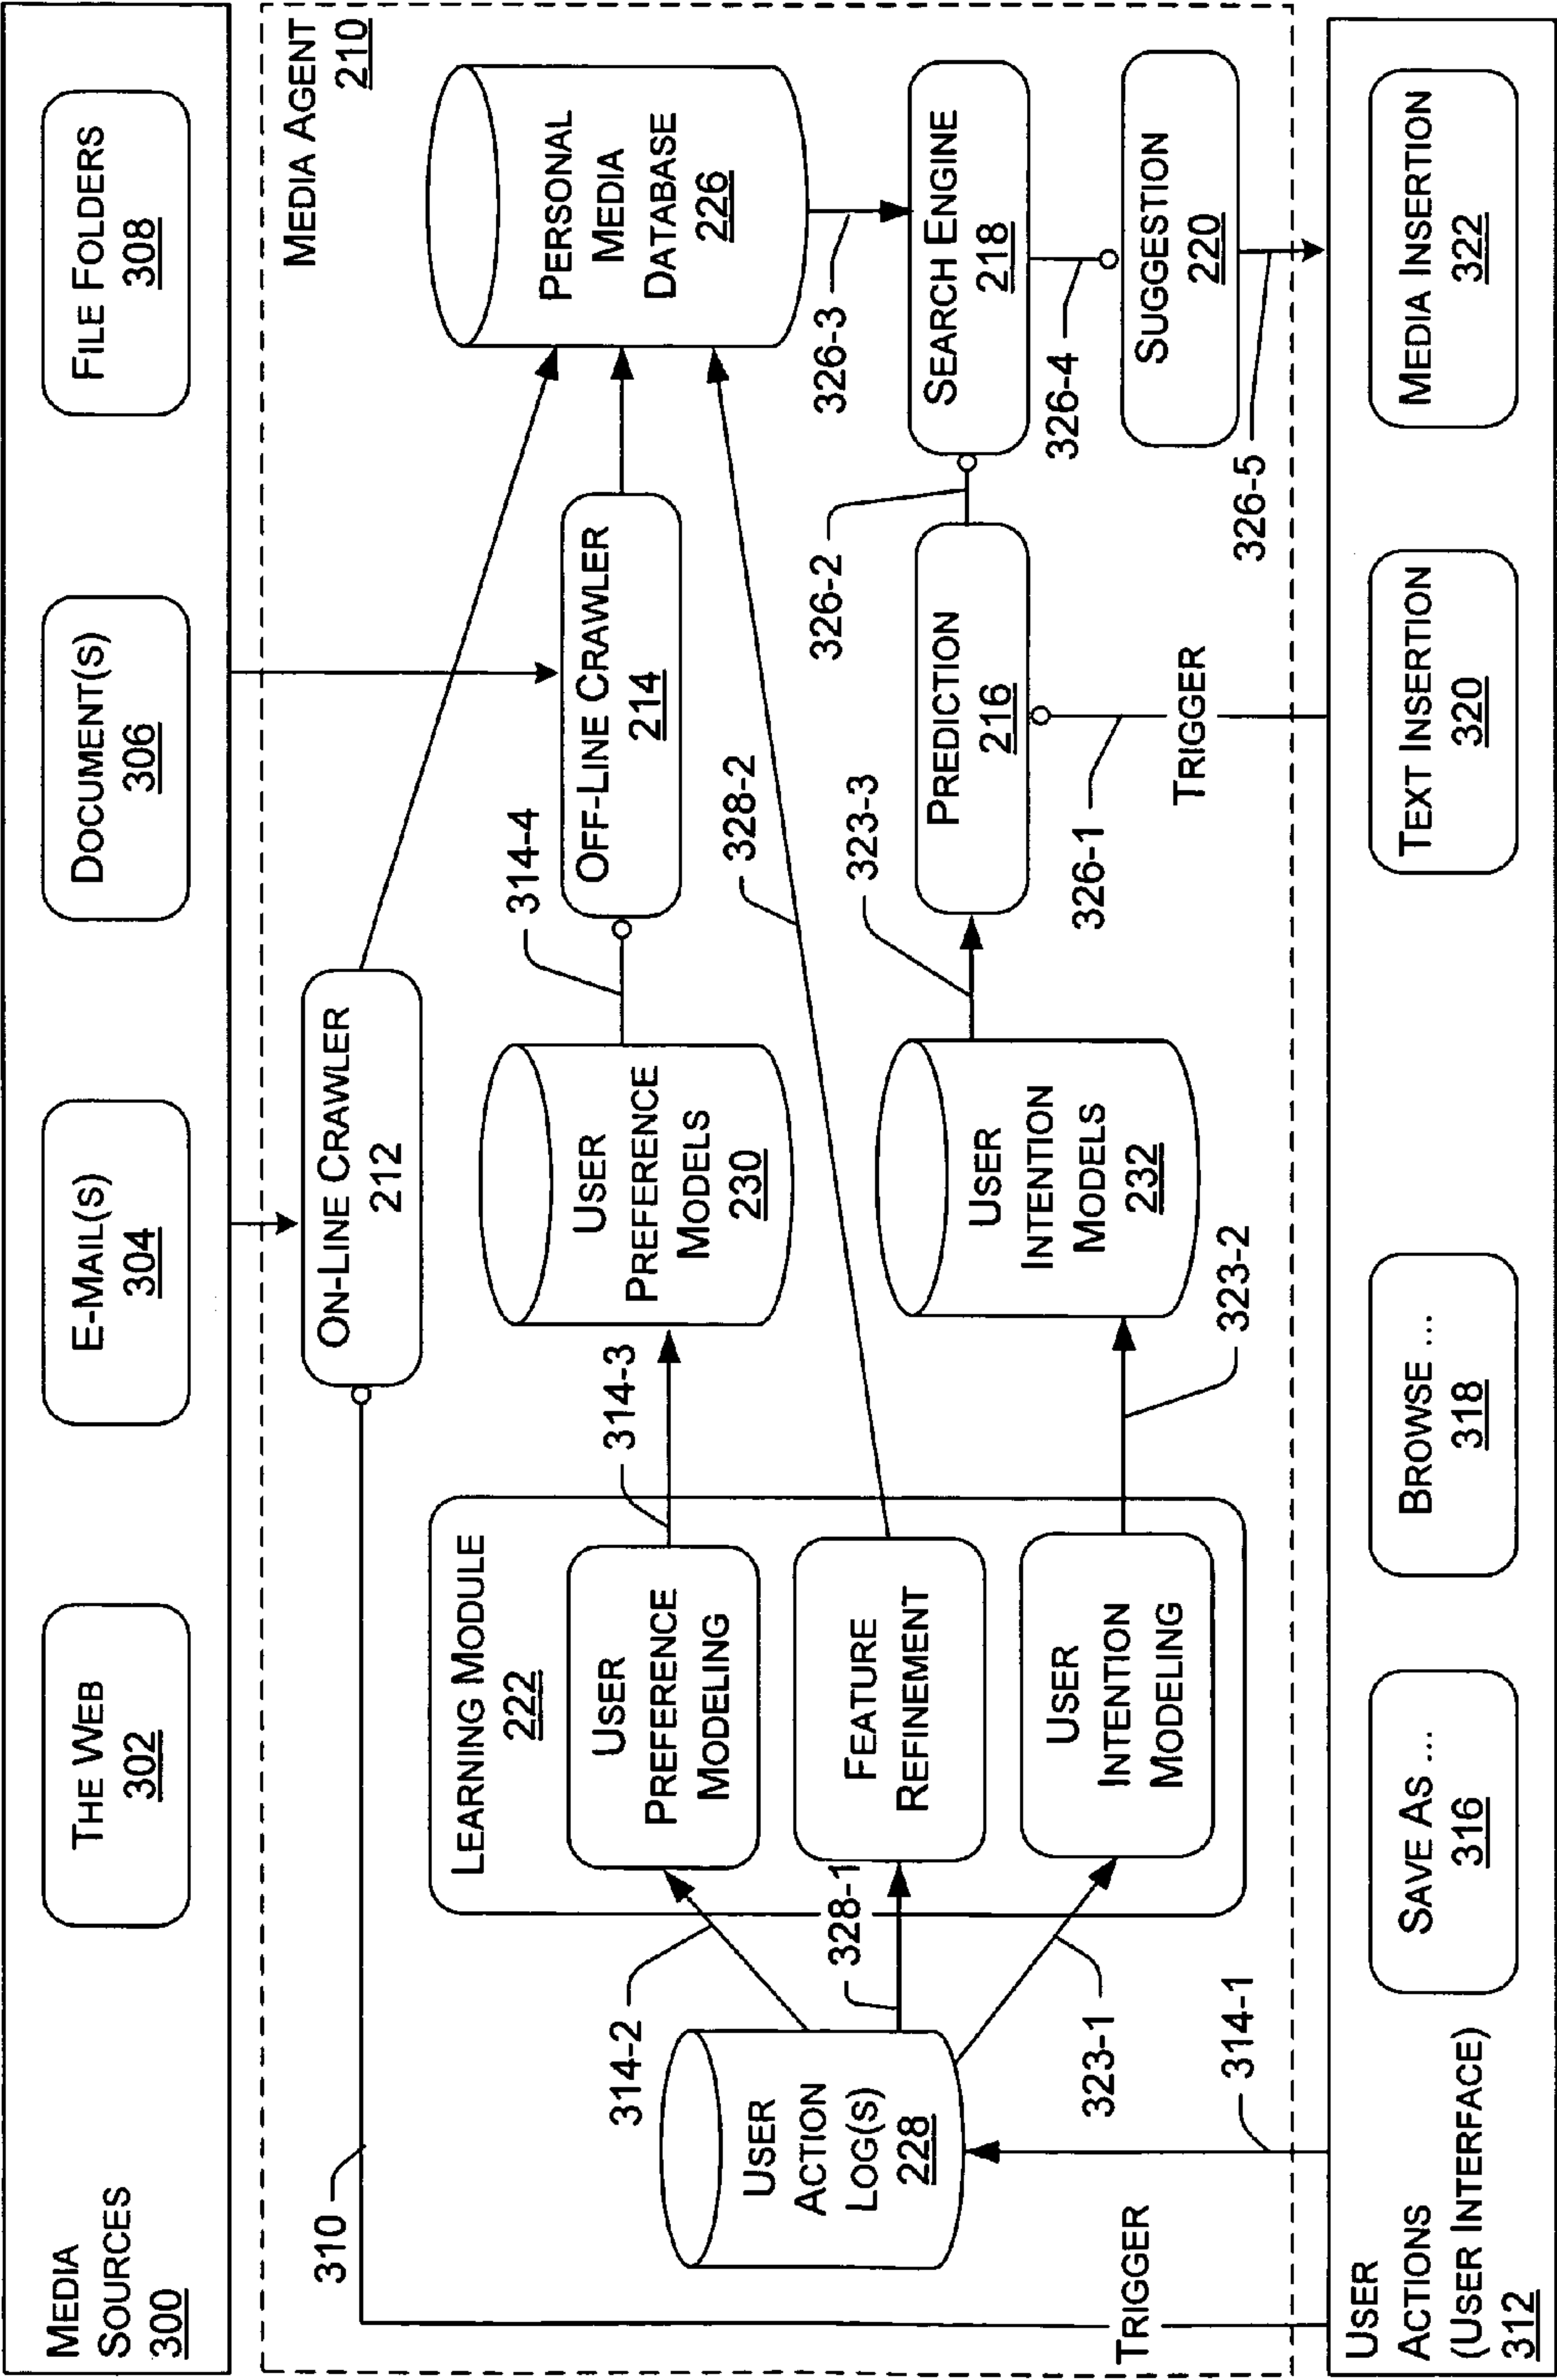 MEDIA
SOURCES
300
THE WEB
302
E-MAIL(S)
304
DOCUMENT(S)
306
FILE FOLDERS
308
MEDIA AGENT
210
310
ON-LINE CRAWLER
212
LEARNING MODULE
222
USER
PREFERENCE
MODELING
FEATURE
REFINEMENT
USER
INTENTION
MODELING
314-3
USER
PREFERENCE
MODELS
230
314-4
OFF-LINE CRAWLER
214
PERSONAL
MEDIA
DATABASE
226
314-2
328-1
323-1
USER
ACTION
LOG(S)
228
314-1
328-2
323-2
USER
INTENTION
MODELS
232
323-3
PREDICTION
216
326-1
TRIGGER
326-2
326-3
SEARCH ENGINE
218
326-4
SUGGESTION
220
326-5
TRIGGER
USER
ACTIONS
(USER INTERFACE)
312
SAVE AS ...
316
BROWSE ...
318
TEXT INSERTION
320
MEDIA INSERTION
322